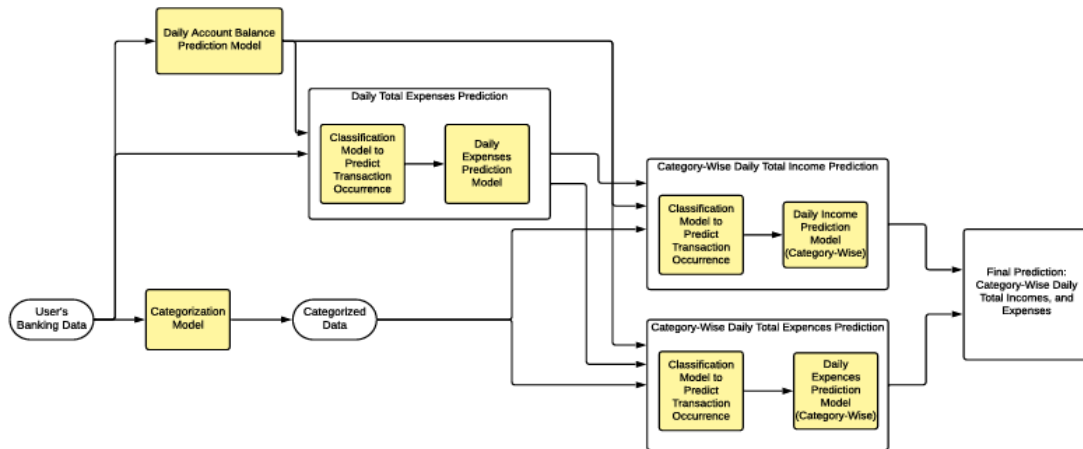 Daily Account Balance
Prediction Model
Daily Total Expenses Prediction
Classification
Model to
Predict
Transaction
Occurrence
Daily
Expenses
Prediction
Model
Category-Wise Daily Total Income Prediction
Classification
Model to
Predict
Transaction
Occurrence
Daily Income
Prediction
Model
(Category-Wise)
Final Prediction:
Category-Wise Daily
Total Incomes, and
Expenses
User's
Banking Data
Categorization
Model
Categorized
Data
Category-Wise Daily Total Expences Prediction
Classification
Model to
Predict
Transaction
Occurrence
Daily
Expences
Prediction
Model
(Category-Wise)